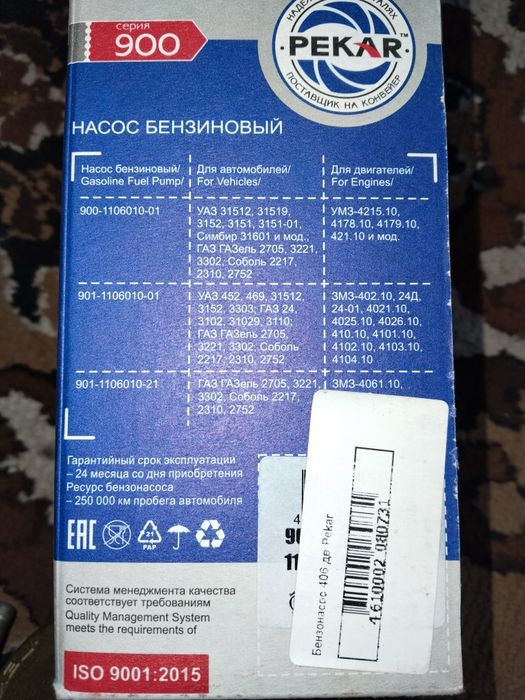 серия
900
PEKAR
ПОСТАВЩИК НА КОНВЕЙЕР
НАСОС БЕНЗИНОВЫЙ
Насос бензиновый/
Gasoline Fuel Pump/
Для автомобилей/
For Vehicles/
Для двигателей/
For Engines/
900-1106010-01
УАЗ 31512, 31519,
3152, 3151, 3151-01,
Симбир 31601 и мод.;
ГАЗ ГАЗель 2705, 3221,
3302, Соболь 2217,
2310, 2752
УМЗ-4215.10,
4178.10, 4179.10,
421.10 и мод.
901-1106010-01
УАЗ 452, 469, 31512,
3152, 3303; ГАЗ 24,
3102, 31029, 3110;
ГАЗ ГАЗель 2705,
3221, 3302, Соболь
2217, 2310, 2752
ЗМЗ-402.10, 24Д,
24-01, 4021.10,
4025.10, 4026.10,
410.10, 4101.10,
4102.10, 4103.10,
4104.10
901-1106010-21
ГАЗ ГАЗель 2705, 3221,
3302, Соболь 2217,
2310, 2752
ЗМЗ-4061.10,
Гарантийный срок эксплуатации
– 24 месяца со дня приобретения
Ресурс бензонасоса
– 250 000 км пробега автомобиля
EAC
21
PAP
Система менеджмента качества
соответствует требованиям
Quality Management System
meets the requirements of
ISO 9001:2015
Бензонасос 406 дв Pekar
4 610002 080731